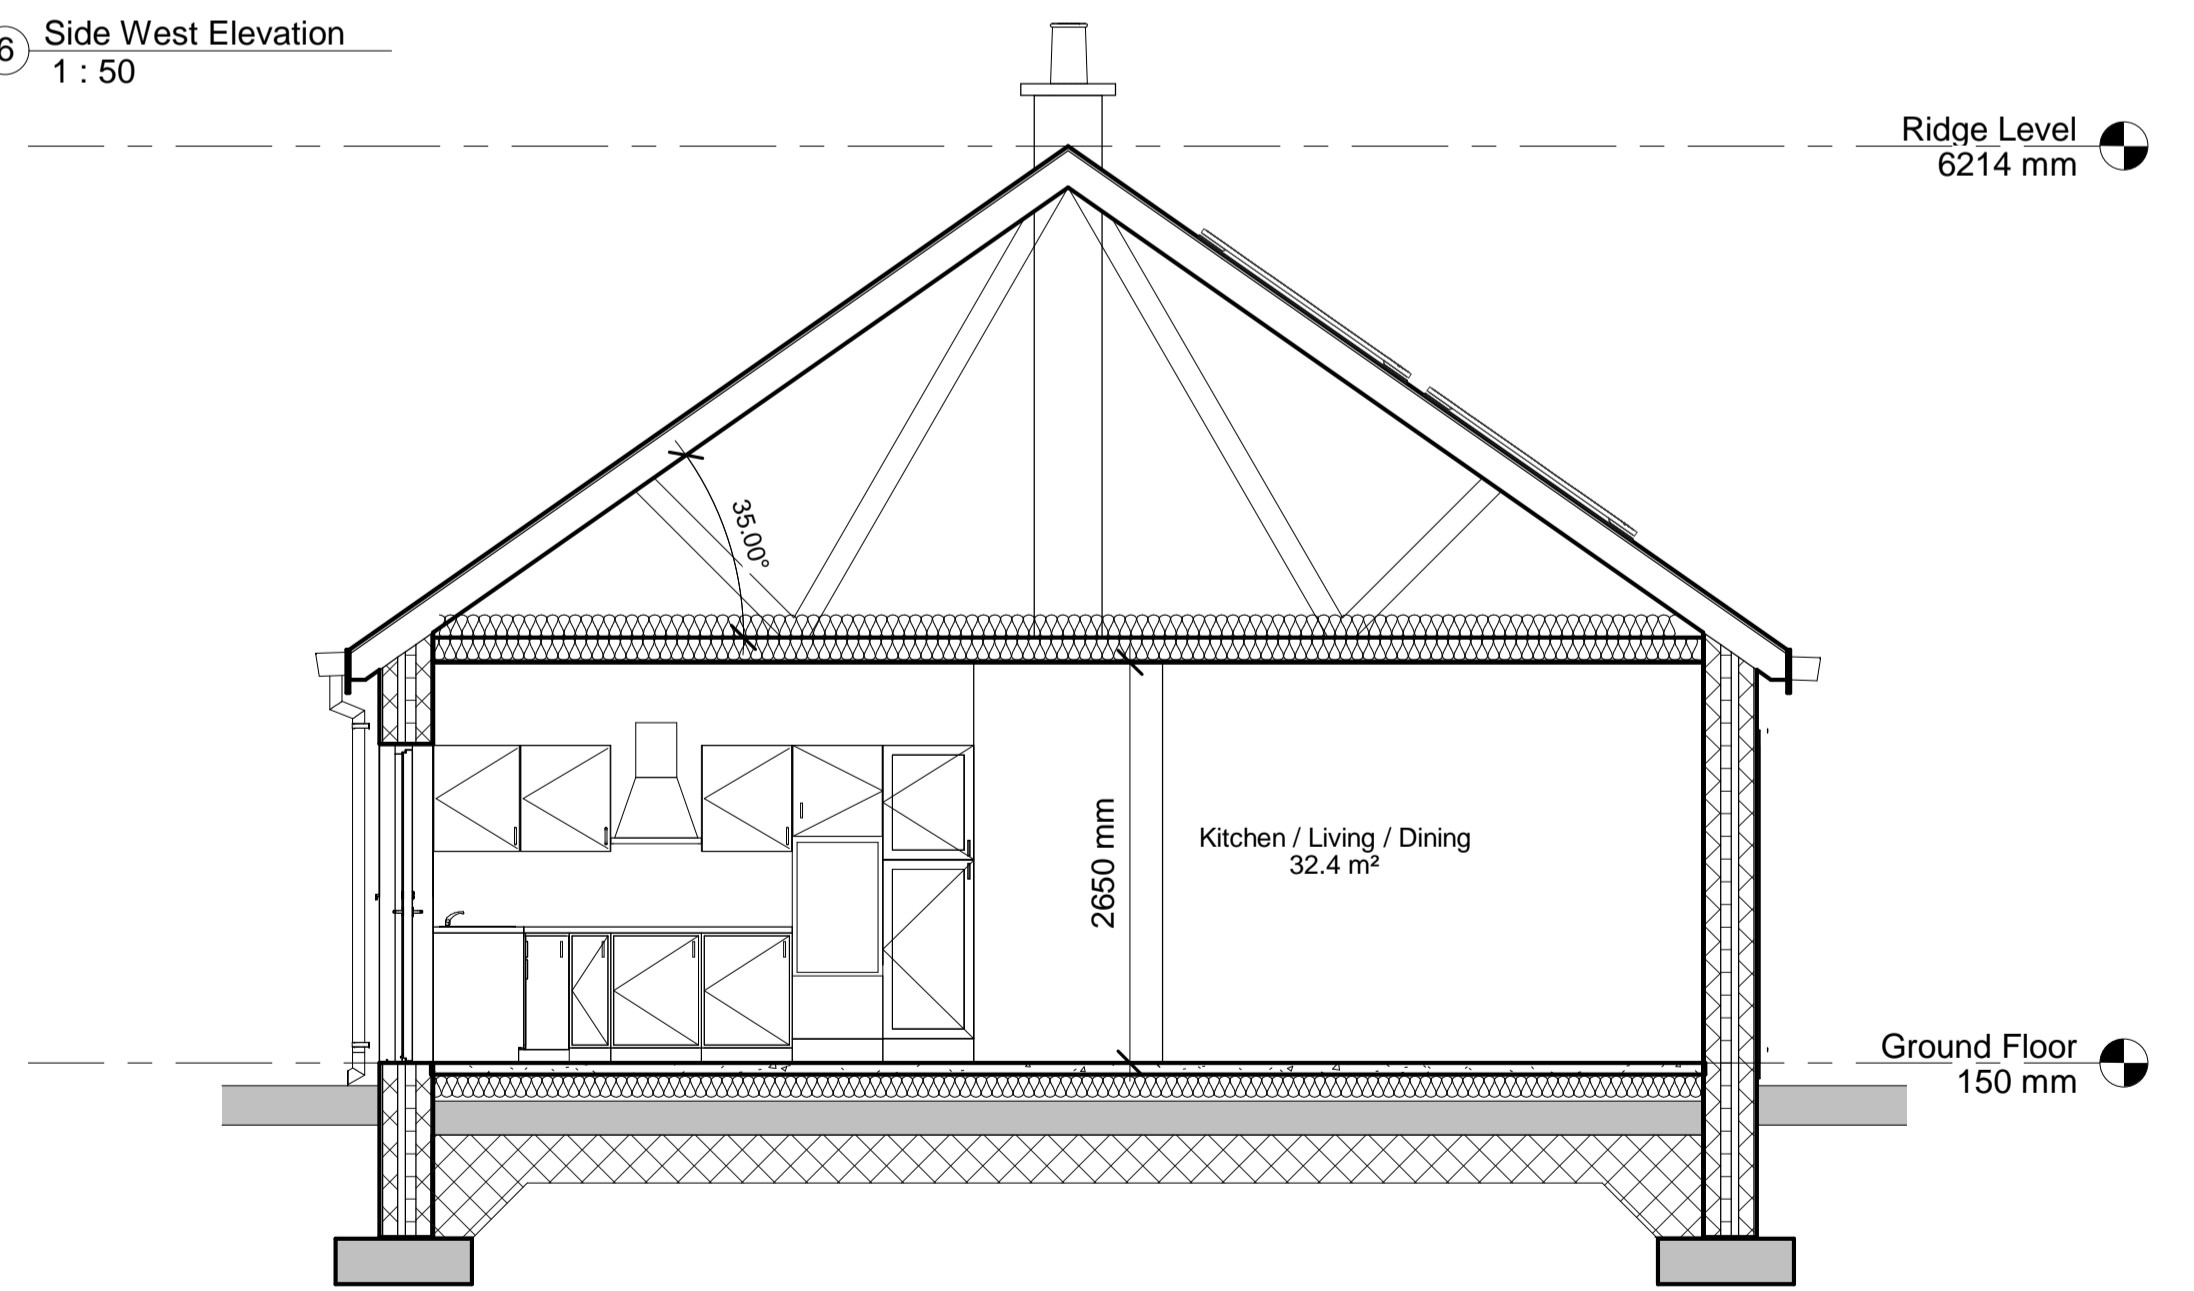 6 Side West Elevation
1 : 50
Ridge Level
6214 mm
35.00°
2650 mm
Kitchen / Living / Dining
32.4 m²
Ground Floor
150 mm